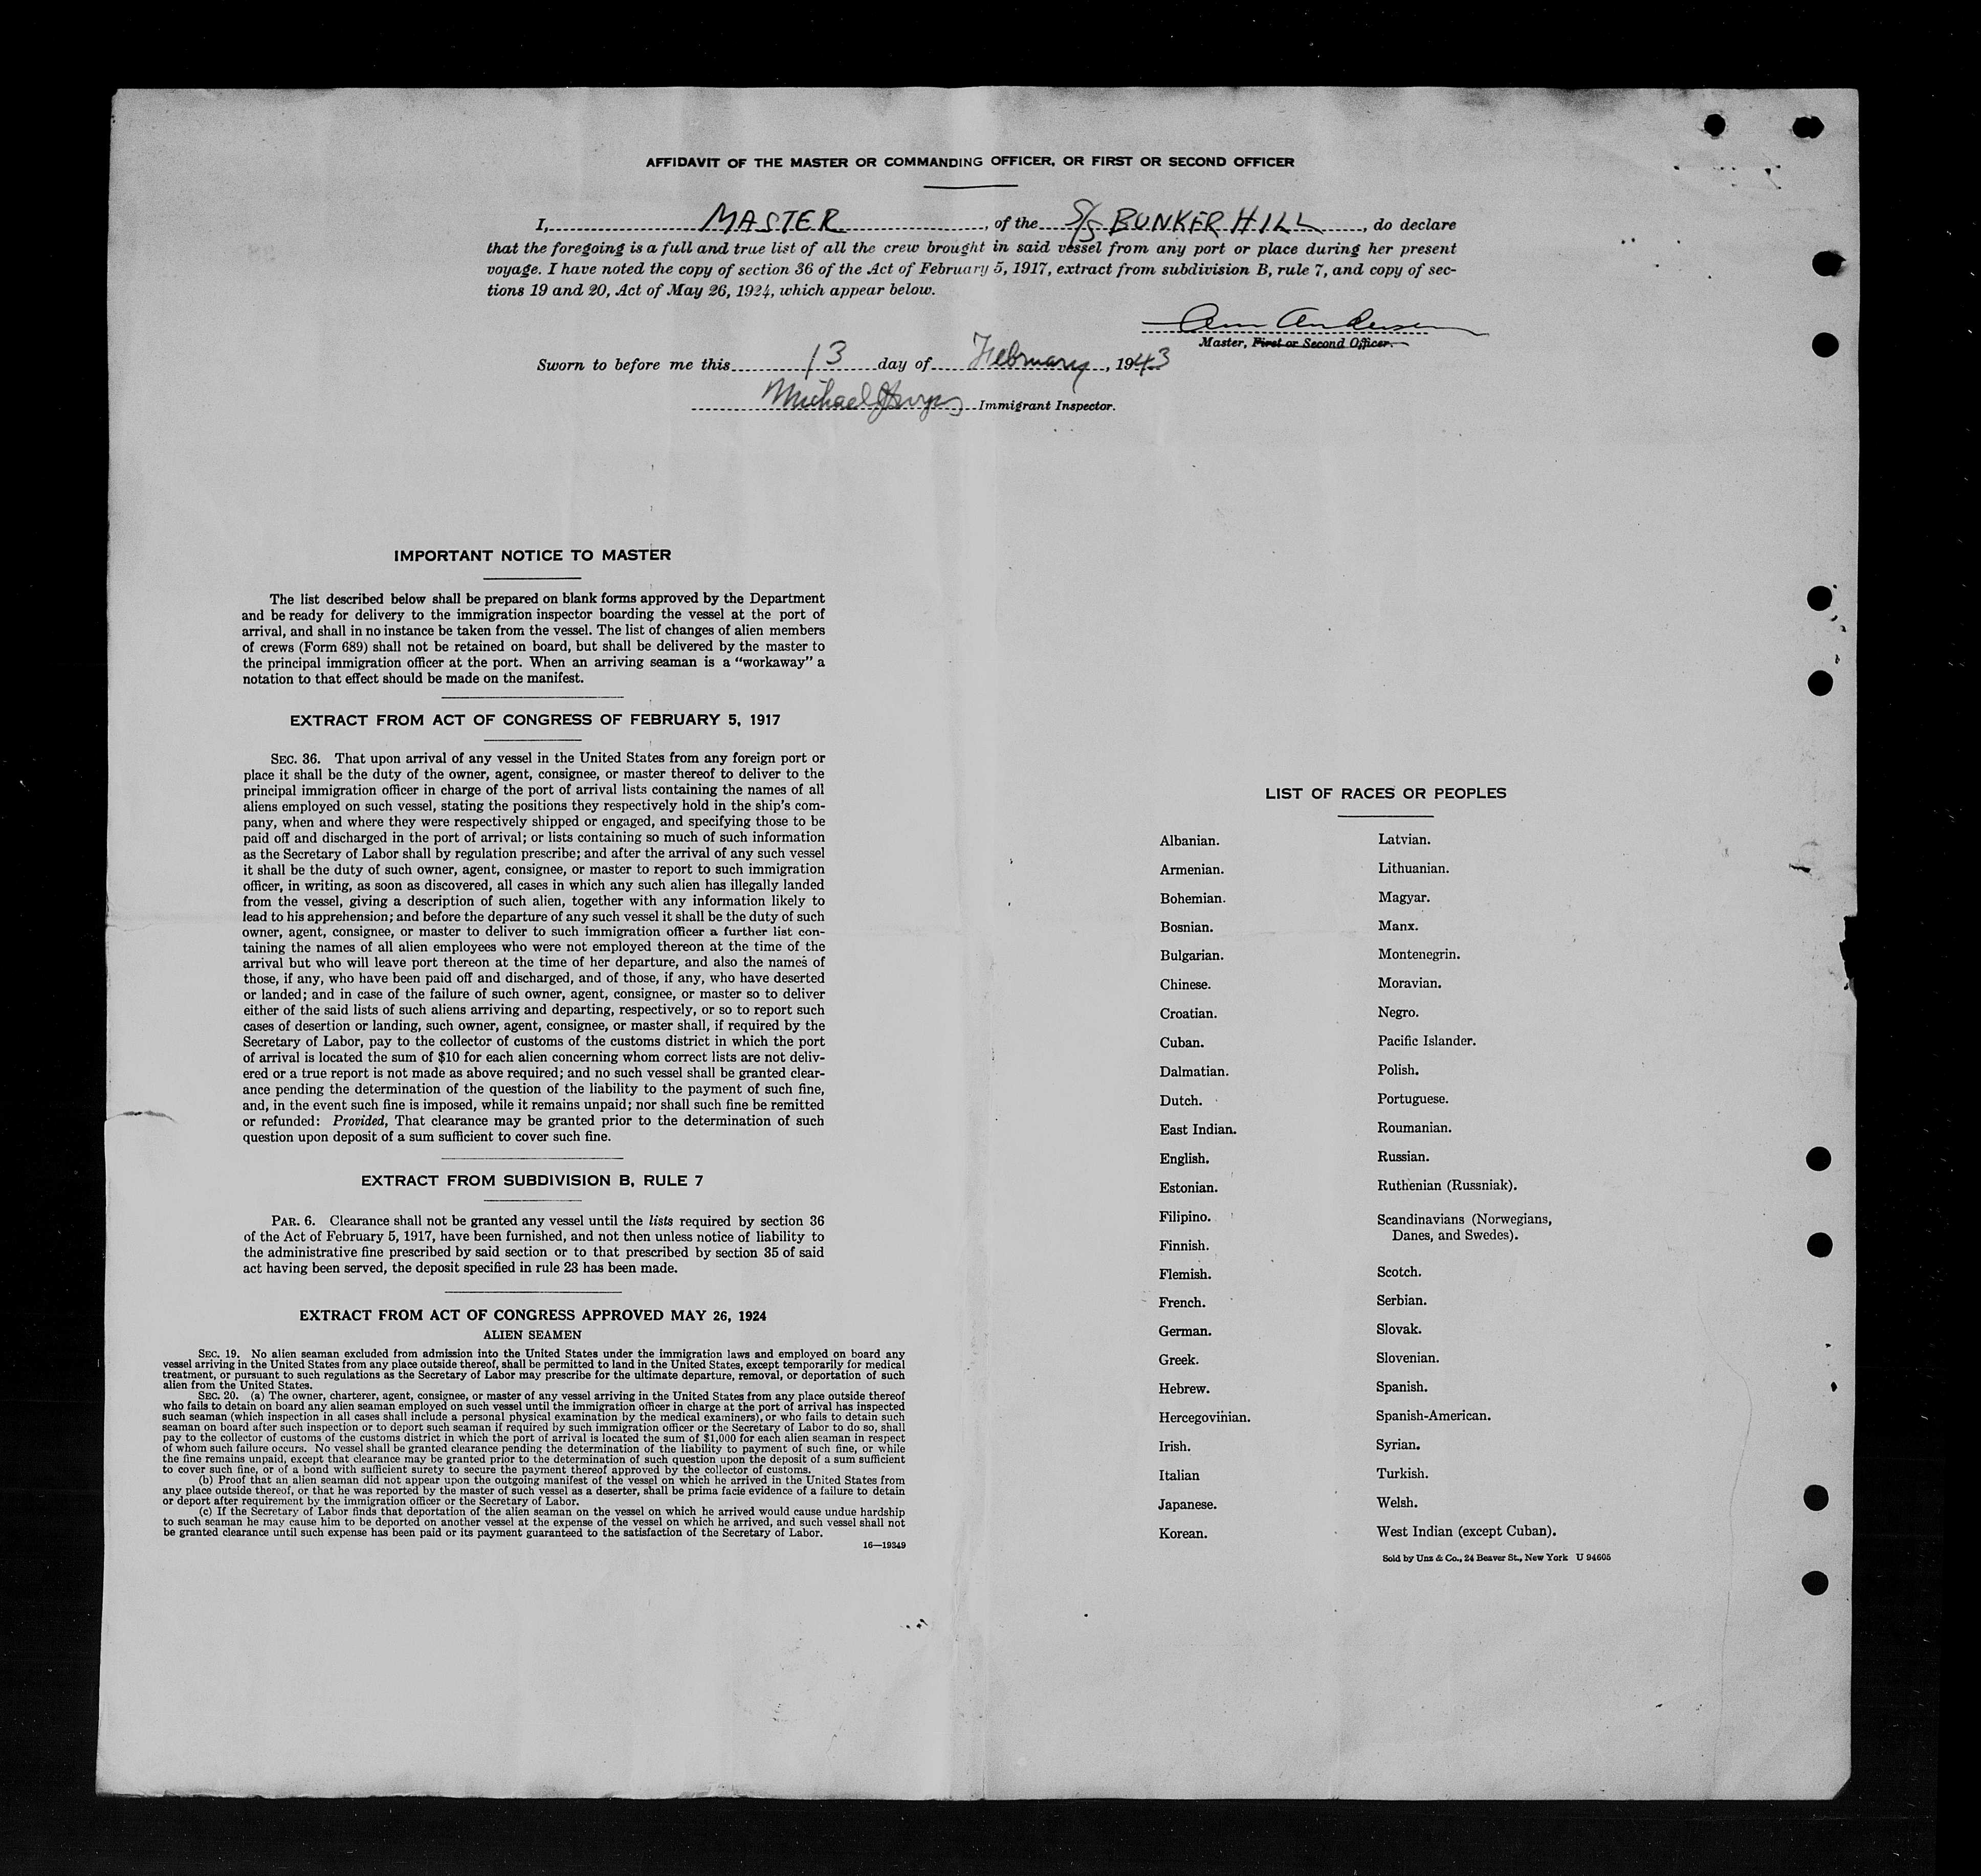 AFFIDAVIT OF THE MASTER OR COMMANDING OFFICER, OR FIRST OR SECOND OFFICER
I, MASTER, of the S/S BUNKER HILL, do declare
that the foregoing is a full and true list of all the crew brought in said vessel from any port or place during her present
voyage. I have noted the copy of section 36 of the Act of February 5, 1917, extract from subdivision B, rule 7, and copy of sec-
tions 19 and 20, Act of May 26, 1924, which appear below.
Andersen
Master, First or Second Officer.
Sworn to before me this 13 day of February, 1943
Michael Immigrant Inspector.
IMPORTANT NOTICE TO MASTER
The list described below shall be prepared on blank forms approved by the Department
and be ready for delivery to the immigration inspector boarding the vessel at the port of
arrival, and shall in no instance be taken from the vessel. The list of changes of alien members
of crews (Form 689) shall not be retained on board, but shall be delivered by the master to
the principal immigration officer at the port. When an arriving seaman is a "workaway" a
notation to that effect should be made on the manifest.
EXTRACT FROM ACT OF CONGRESS OF FEBRUARY 5, 1917
SEC. 36. That upon arrival of any vessel in the United States from any foreign port or
place it shall be the duty of the owner, agent, consignee, or master thereof to deliver to the
principal immigration officer in charge of the port of arrival lists containing the names of all
aliens employed on such vessel, stating the positions they respectively hold in the ship's com-
pany, when and where they were respectively shipped or engaged, and specifying those to be
paid off and discharged in the port of arrival; or lists containing so much of such information
as the Secretary of Labor shall by regulation prescribe; and after the arrival of any such vessel
it shall be the duty of such owner, agent, consignee, or master to report to such immigration
officer, in writing, as soon as discovered, all cases in which any such alien has illegally landed
from the vessel, giving a description of such alien, together with any information likely to
lead to his apprehension; and before the departure of any such vessel it shall be the duty of such
owner, agent, consignee, or master to deliver to such immigration officer a further list con-
taining the names of all alien employees who were not employed thereon at the time of the
arrival but who will leave port thereon at the time of her departure, and also the names of
those, if any, who have been paid off and discharged, and of those, if any, who have deserted
or landed; and in case of the failure of such owner, agent, consignee, or master so to deliver
either of the said lists of such aliens arriving and departing, respectively, or so to report such
cases of desertion or landing, such owner, agent, consignee, or master shall, if required by the
Secretary of Labor, pay to the collector of customs of the customs district in which the port
of arrival is located the sum of $10 for each alien concerning whom correct lists are not deliv-
ered or a true report is not made as above required; and no such vessel shall be granted clear-
ance pending the determination of the question of the liability to the payment of such fine,
and, in the event such fine is imposed, while it remains unpaid; nor shall such fine be remitted
or refunded: Provided, That clearance may be granted prior to the determination of such
question upon deposit of a sum sufficient to cover such fine.
EXTRACT FROM SUBDIVISION B, RULE 7
PAR. 6. Clearance shall not be granted any vessel until the lists required by section 36
of the Act of February 5, 1917, have been furnished, and not then unless notice of liability to
the administrative fine prescribed by said section or to that prescribed by section 35 of said
act having been served, the deposit specified in rule 23 has been made.
EXTRACT FROM ACT OF CONGRESS APPROVED MAY 26, 1924
ALIEN SEAMEN
SEC. 19. No alien seaman excluded from admission into the United States under the immigration laws and employed on board any
vessel arriving in the United States from any place outside thereof, shall be permitted to land in the United States, except temporarily for medical
treatment, or pursuant to such regulations as the Secretary of Labor may prescribe for the ultimate departure, removal, or deportation of such
alien from the United States.
SEC. 20. (a) The owner, charterer, agent, consignee, or master of any vessel arriving in the United States from any place outside thereof
who fails to detain on board any alien seaman employed on such vessel until the immigration officer in charge at the port of arrival has inspected
such seaman (which inspection in all cases shall include a personal physical examination by the medical examiners), or who fails to detain such
seaman on board after such inspection or to deport such seaman if required by such immigration officer or the Secretary of Labor to do so, shall
pay to the collector of customs of the customs district in which the port of arrival is located the sum of $1,000 for each alien seaman in respect
of whom such failure occurs. No vessel shall be granted clearance pending the determination of the liability to payment of such fine, or while
the fine remains unpaid, except that clearance may be granted prior to the determination of such question upon the deposit of a sum sufficient
to cover such fine, or of a bond with sufficient surety to secure the payment thereof approved by the collector of customs.
(b) Proof that an alien seaman did not appear upon the outgoing manifest of the vessel on which he arrived in the United States from
any place outside thereof, or that he was reported by the master of such vessel as a deserter, shall be prima facie evidence of a failure to detain
or deport after requirement by the immigration officer or the Secretary of Labor.
(c) If the Secretary of Labor finds that deportation of the alien seaman on the vessel on which he arrived would cause undue hardship
to such seaman he may cause him to be deported on another vessel at the expense of the vessel on which he arrived, and such vessel shall not
be granted clearance until such expense has been paid or its payment guaranteed to the satisfaction of the Secretary of Labor.
16—19349
LIST OF RACES OR PEOPLES
Albanian.
Armenian.
Bohemian.
Bosnian.
Bulgarian.
Chinese.
Croatian.
Cuban.
Dalmatian.
Dutch.
East Indian.
English.
Estonian.
Filipino.
Finnish.
Flemish.
French.
German.
Greek.
Hebrew.
Hercegovinian.
Irish.
Italian
Japanese.
Korean.
Latvian.
Lithuanian.
Magyar.
Manx.
Montenegrin.
Moravian.
Negro.
Pacific Islander.
Polish.
Portuguese.
Roumanian.
Russian.
Ruthenian (Russniak).
Scandinavians (Norwegians,
Danes, and Swedes).
Scotch.
Serbian.
Slovak.
Slovenian.
Spanish.
Spanish-American.
Syrian.
Turkish.
Welsh.
West Indian (except Cuban).
Sold by Unz & Co., 24 Beaver St., New York U 94605